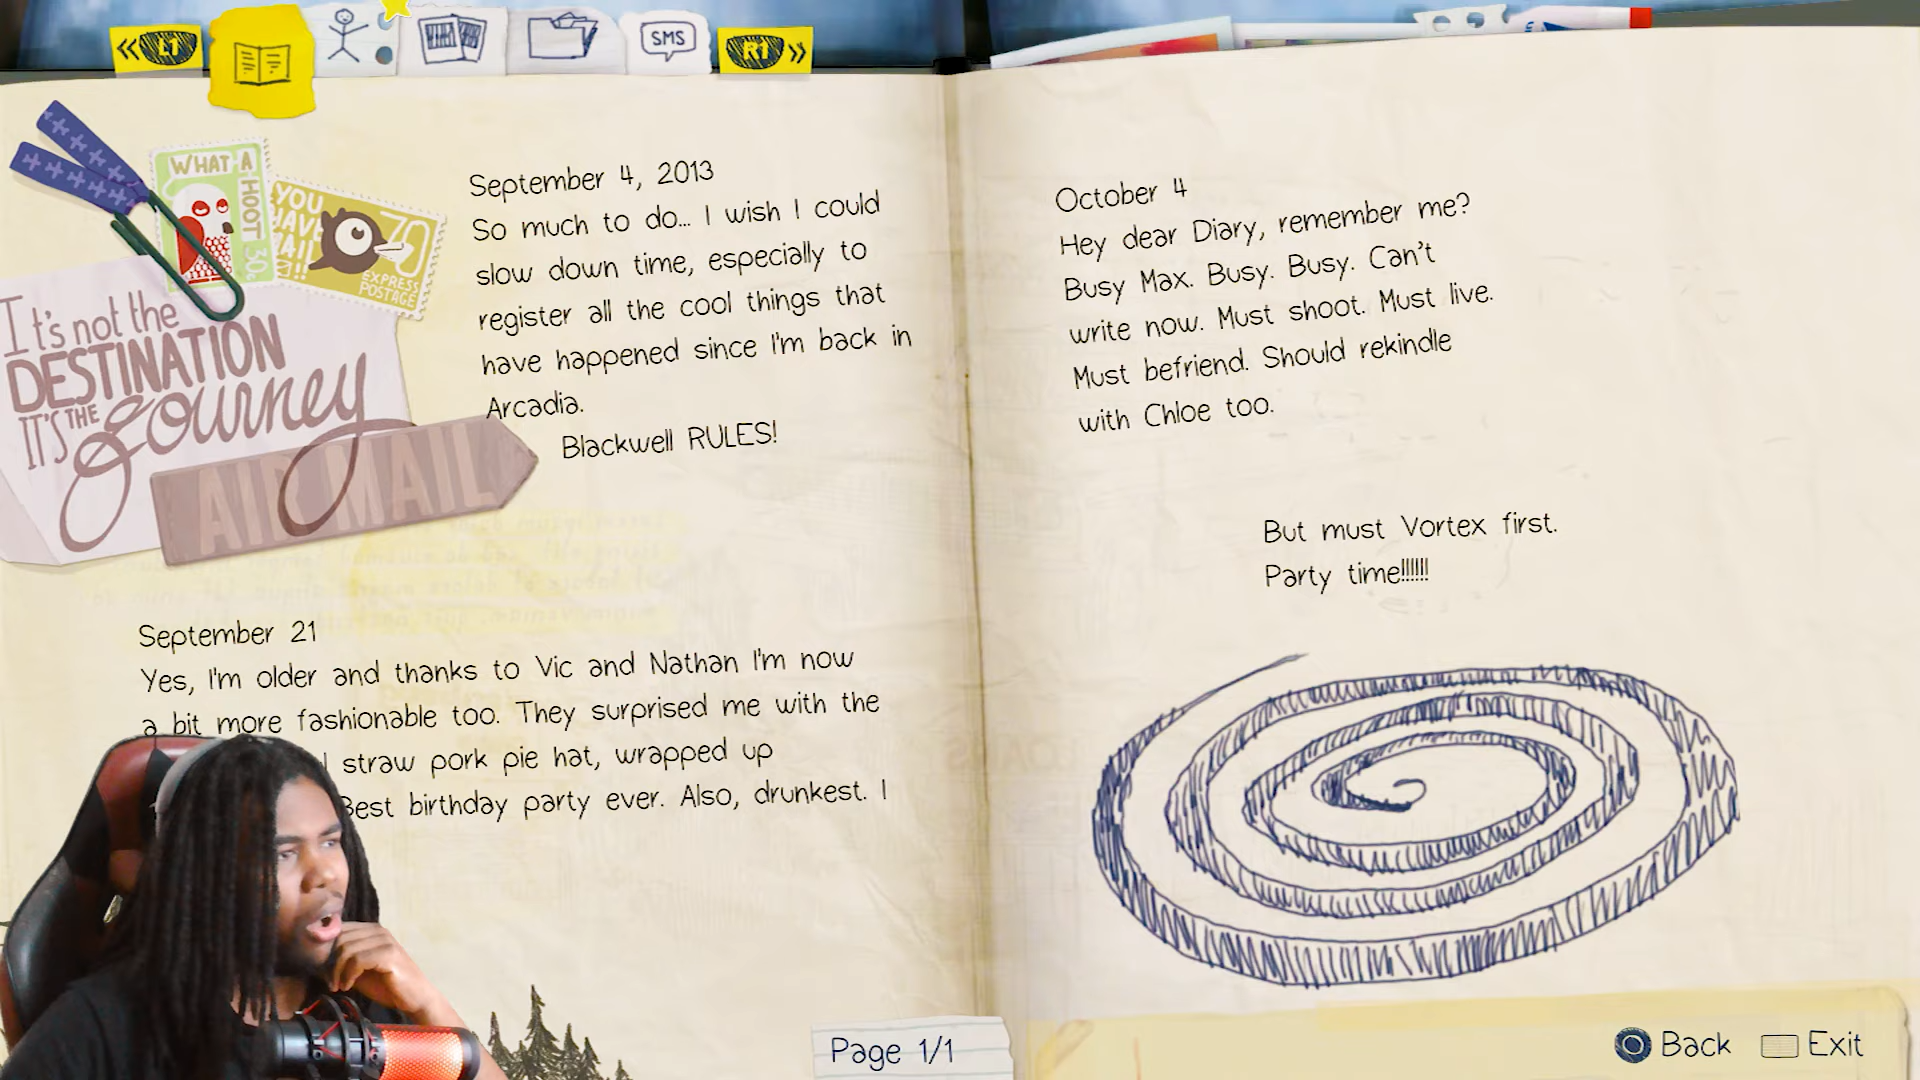 L1
SMS
R1
WHAT A HOOT 30¢
YOU HAVE MAIL!!
70
EXPRESS POSTAGE
It's not the
DESTINATION
IT'S THE journey
AIR MAIL
September 4, 2013
So much to do... I wish I could
slow down time, especially to
register all the cool things that
have happened since I'm back in
Arcadia.
Blackwell RULES!
September 21
Yes, I'm older and thanks to Vic and Nathan I'm now
a bit more fashionable too. They surprised me with the
straw pork pie hat, wrapped up
Best birthday party ever. Also, drunkest. I
October 4
Hey dear Diary, remember me?
Busy Max. Busy. Busy. Can't
write now. Must shoot. Must live.
Must befriend. Should rekindle
with Chloe too.
But must Vortex first.
Party time!!!!!!
Page 1/1
Back
Exit